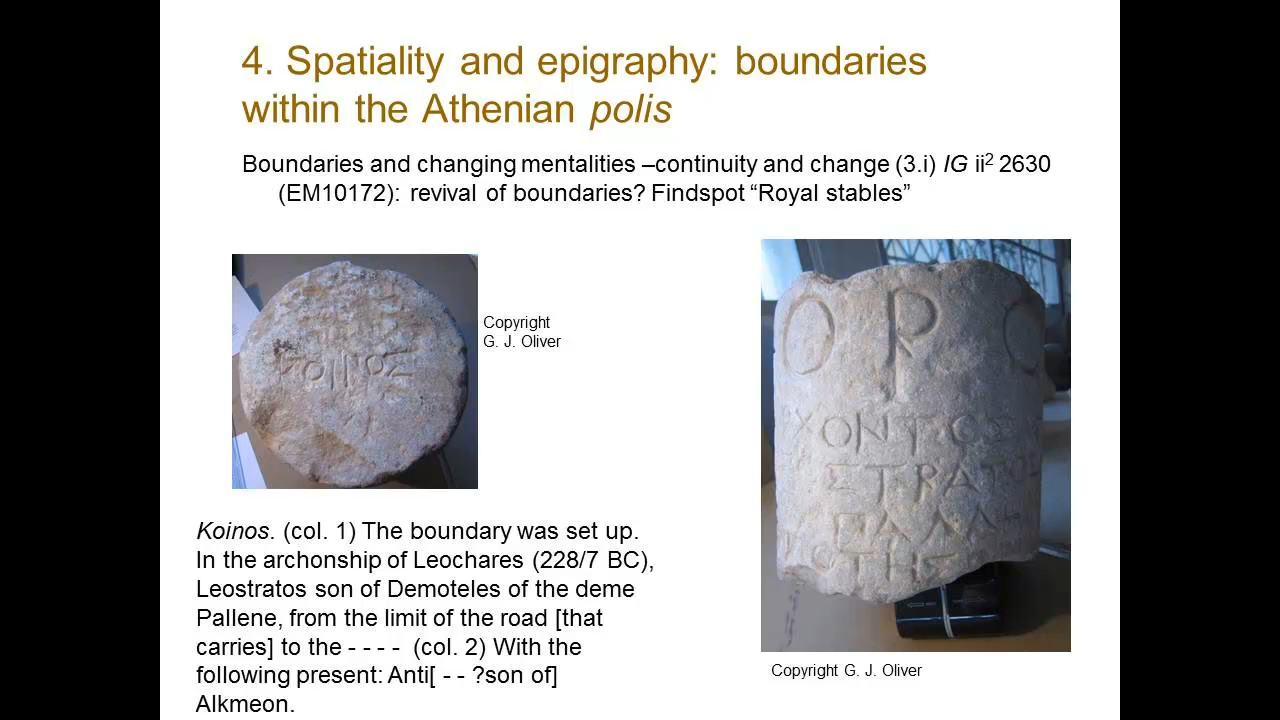 4. Spatiality and epigraphy: boundaries
within the Athenian polis
Boundaries and changing mentalities –continuity and change (3.i) IG ii² 2630
(EM10172): revival of boundaries? Findspot “Royal stables”
ΚΟΙΝΟΣ
Copyright
G. J. Oliver
Ο Ρ Ο
ΧΟΝΤΟΣ
ΣΤΡΑΤΟ
ΠΑΛΛΗ
ΟΤΗΣ
Koinos. (col. 1) The boundary was set up.
In the archonship of Leochares (228/7 BC),
Leostratos son of Demoteles of the deme
Pallene, from the limit of the road [that
carries] to the - - - - (col. 2) With the
following present: Anti[ - - ?son of]
Alkmeon.
Copyright G. J. Oliver